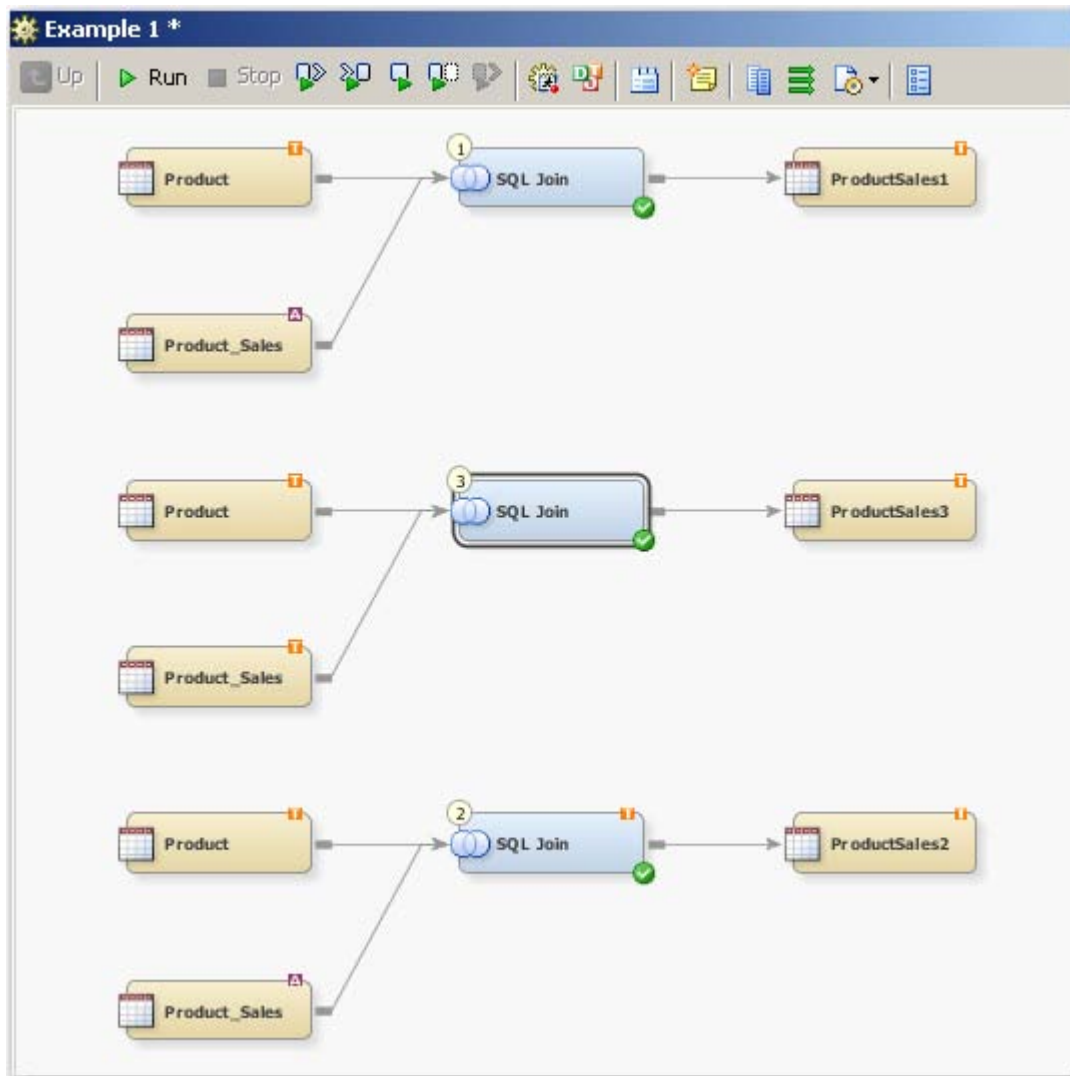 Example 1 *
Up Run Stop
T 1 T
Product SQL Join ProductSales1
A
Product_Sales
T 3 T
Product SQL Join ProductSales3
T
Product_Sales
T 2 T T
Product SQL Join ProductSales2
A
Product_Sales